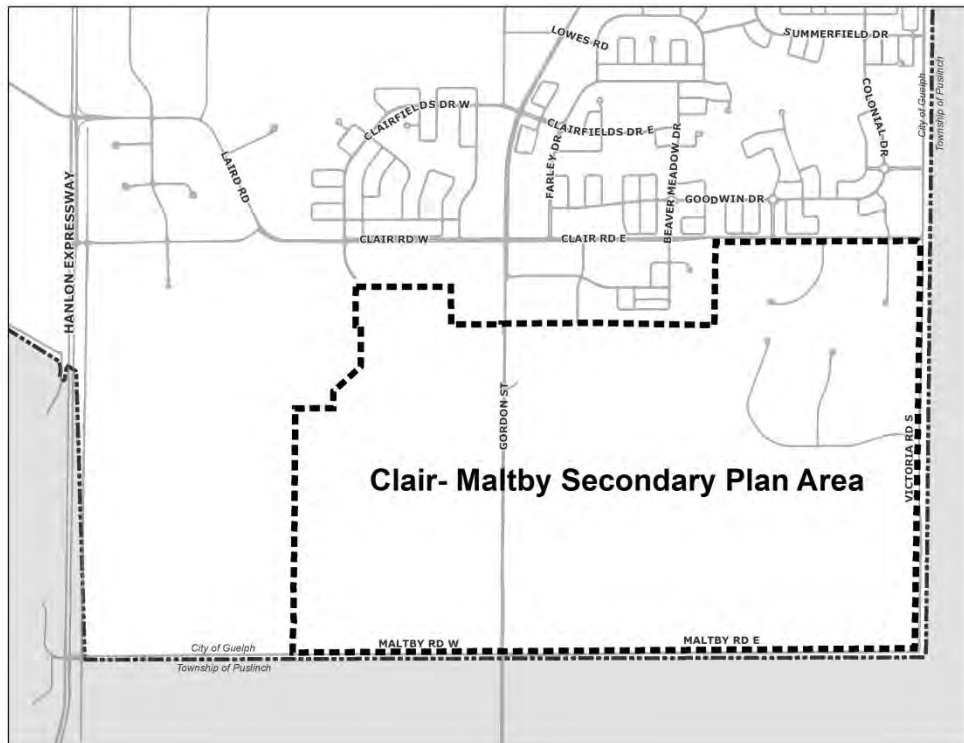 LOWES RD
SUMMERFIELD DR
COLONIAL DR
City of Guelph
Township of Puslinch
CLAIRFIELDS DR W
CLAIRFIELDS DR E
FARLEY DR
BEAVER MEADOW DR
GOODWIN DR
LAIRD RD
HANLON EXPRESSWAY
CLAIR RD W
CLAIR RD E
GORDON ST
VICTORIA RD S
Clair- Maltby Secondary Plan Area
MALTBY RD W
MALTBY RD E
City of Guelph
Township of Puslinch